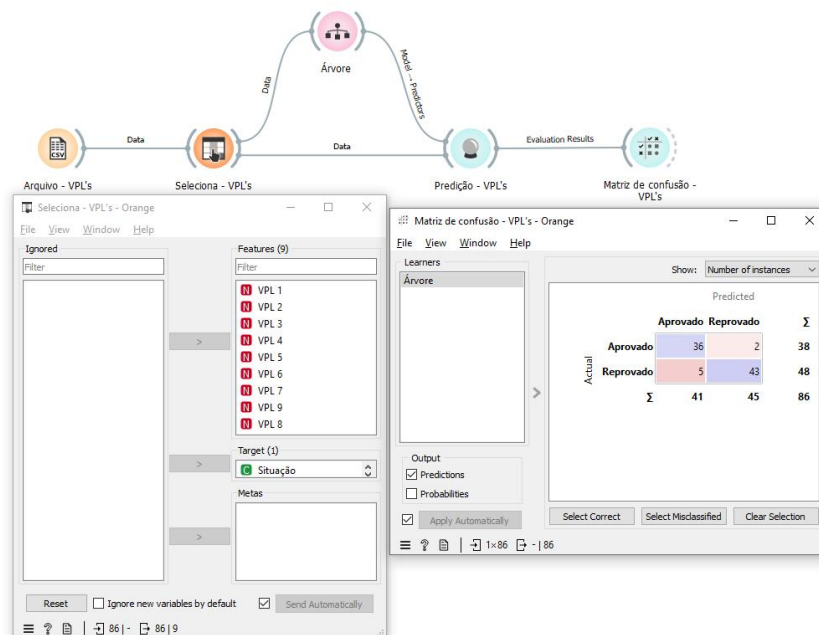 Árvore
Data
Model → Predictors
Data
Data
Evaluation Results
Arquivo - VPL's
Seleciona - VPL's
Predição - VPL's
Matriz de confusão -
VPL's
CSV
Seleciona - VPL's - Orange
File View Window Help
Ignored
Filter
Features (9)
Filter
N VPL 1
N VPL 2
N VPL 3
N VPL 4
N VPL 5
N VPL 6
N VPL 7
N VPL 9
N VPL 8
>
Target (1)
C Situação
>
Metas
>
Reset
Ignore new variables by default
Send Automatically
? 86 | - 86 | 9
Matriz de confusão - VPL's - Orange
File View Window Help
Learners
Árvore
Output
Predictions
Probabilities
Apply Automatically
>
Show: Number of instances
Predicted
Aprovado Reprovado Σ
Actual
Aprovado 36 2 38
Reprovado 5 43 48
Σ 41 45 86
Select Correct Select Misclassified Clear Selection
? 1×86 - | 86